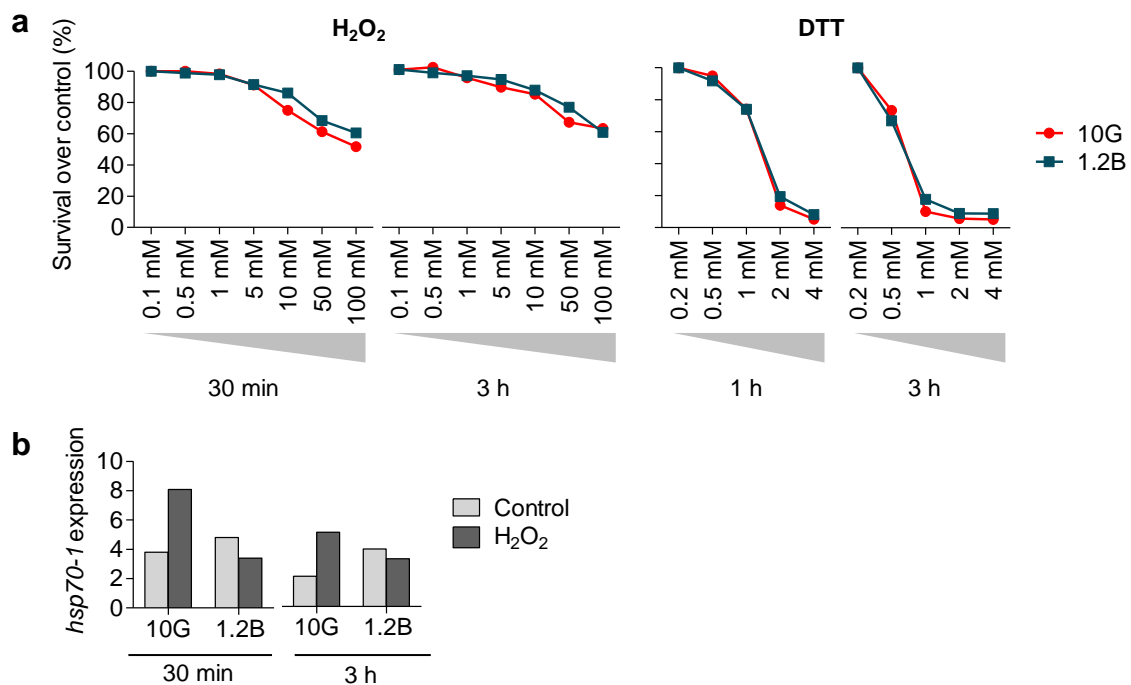 a
H₂O₂
DTT
Survival over control (%)
100
80
60
40
20
0
0.1 mM
0.5 mM
1 mM
5 mM
10 mM
50 mM
100 mM
0.1 mM
0.5 mM
1 mM
5 mM
10 mM
50 mM
100 mM
0.2 mM
0.5 mM
1 mM
2 mM
4 mM
0.2 mM
0.5 mM
1 mM
2 mM
4 mM
10G
1.2B
30 min
3 h
1 h
3 h
b
hsp70-1 expression
10
8
6
4
2
0
Control
H₂O₂
10G
1.2B
10G
1.2B
30 min
3 h